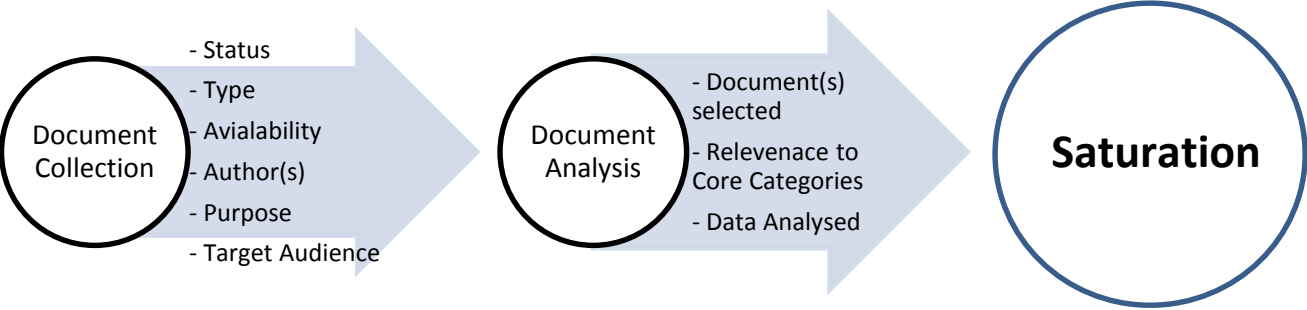 Document
Collection
- Status
- Type
- Avialability
- Author(s)
- Purpose
- Target Audience
Document
Analysis
- Document(s)
selected
- Relevenace to
Core Categories
- Data Analysed
Saturation